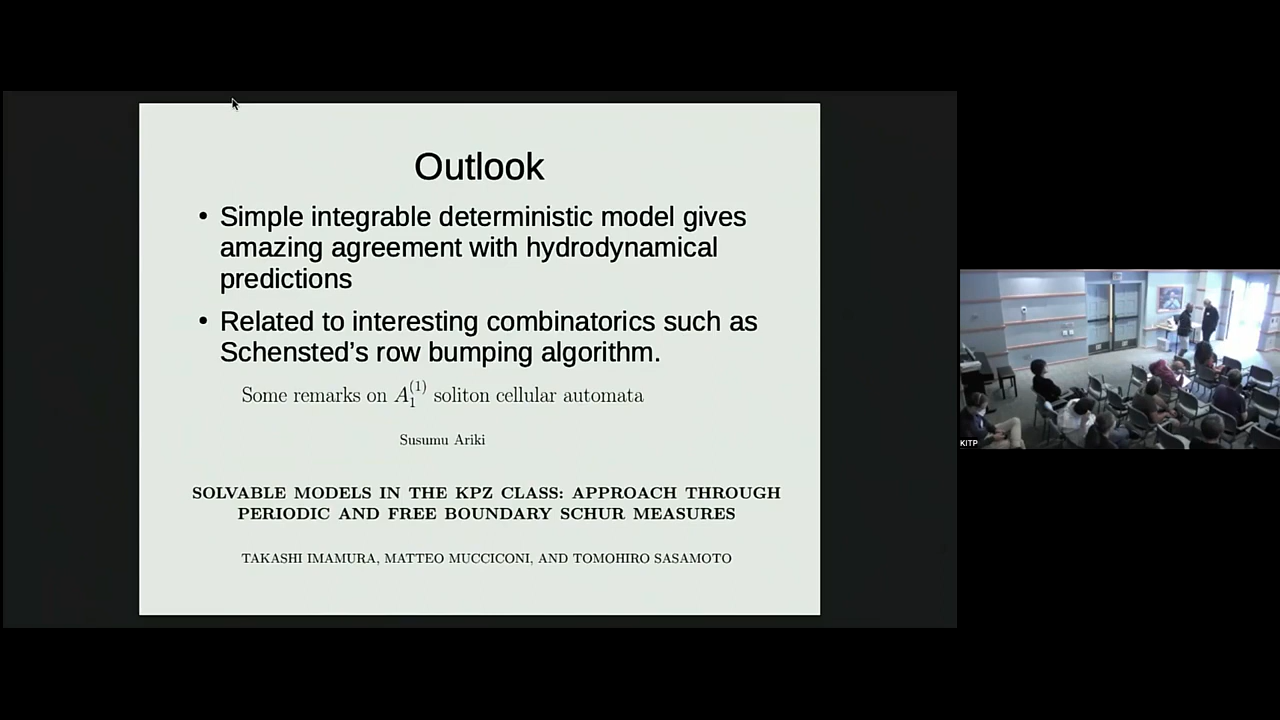 Outlook
• Simple integrable deterministic model gives
amazing agreement with hydrodynamical
predictions
• Related to interesting combinatorics such as
Schensted's row bumping algorithm.
Some remarks on $A_1^{(1)}$ soliton cellular automata
Susumu Ariki
SOLVABLE MODELS IN THE KPZ CLASS: APPROACH THROUGH
PERIODIC AND FREE BOUNDARY SCHUR MEASURES
TAKASHI IMAMURA, MATTEO MUCCICONI, AND TOMOHIRO SASAMOTO
KITP